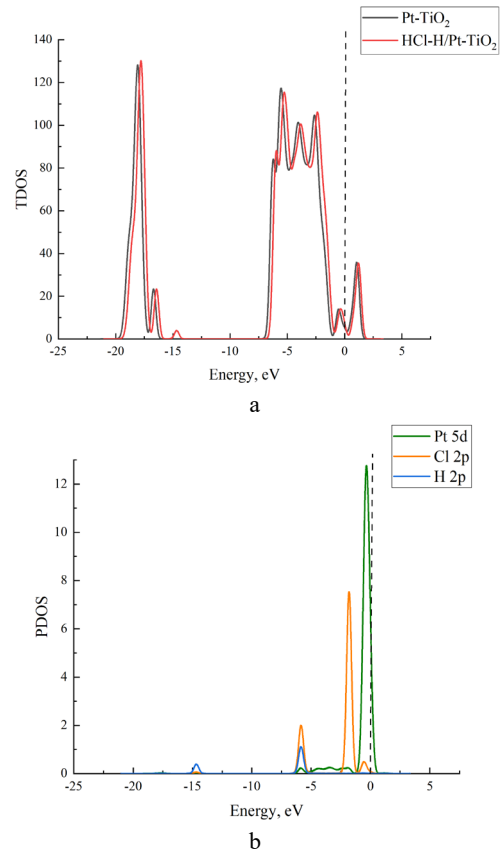 Pt-TiO₂
HCl-H/Pt-TiO₂
140
120
100
80
60
40
20
0
TDOS
-25 -20 -15 -10 -5 0 5
Energy, eV
a
Pt 5d
Cl 2p
H 2p
12
10
8
6
4
2
0
PDOS
-25 -20 -15 -10 -5 0 5
Energy, eV
b